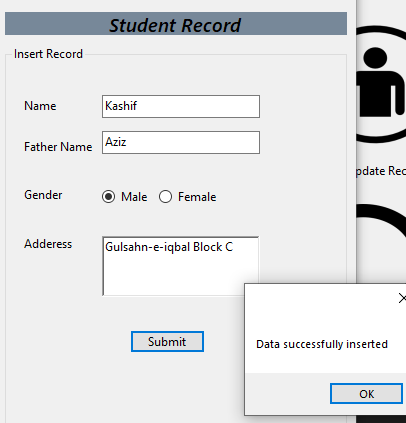 Student Record
Insert Record
Name
Kashif
Father Name
Aziz
Gender
Male
Female
Adderess
Gulsahn-e-iqbal Block C
Submit
pdate Rec
Data successfully inserted
OK